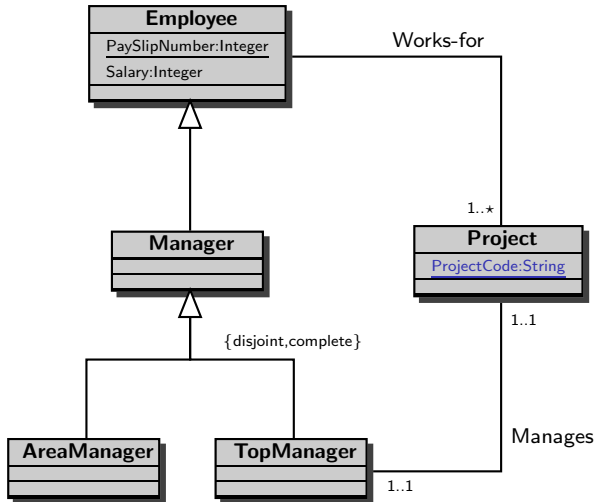 Employee
PaySlipNumber:Integer
Salary:Integer
Works-for
1..⋆
Manager
Project
ProjectCode:String
1..1
{disjoint,complete}
Manages
AreaManager
TopManager
1..1